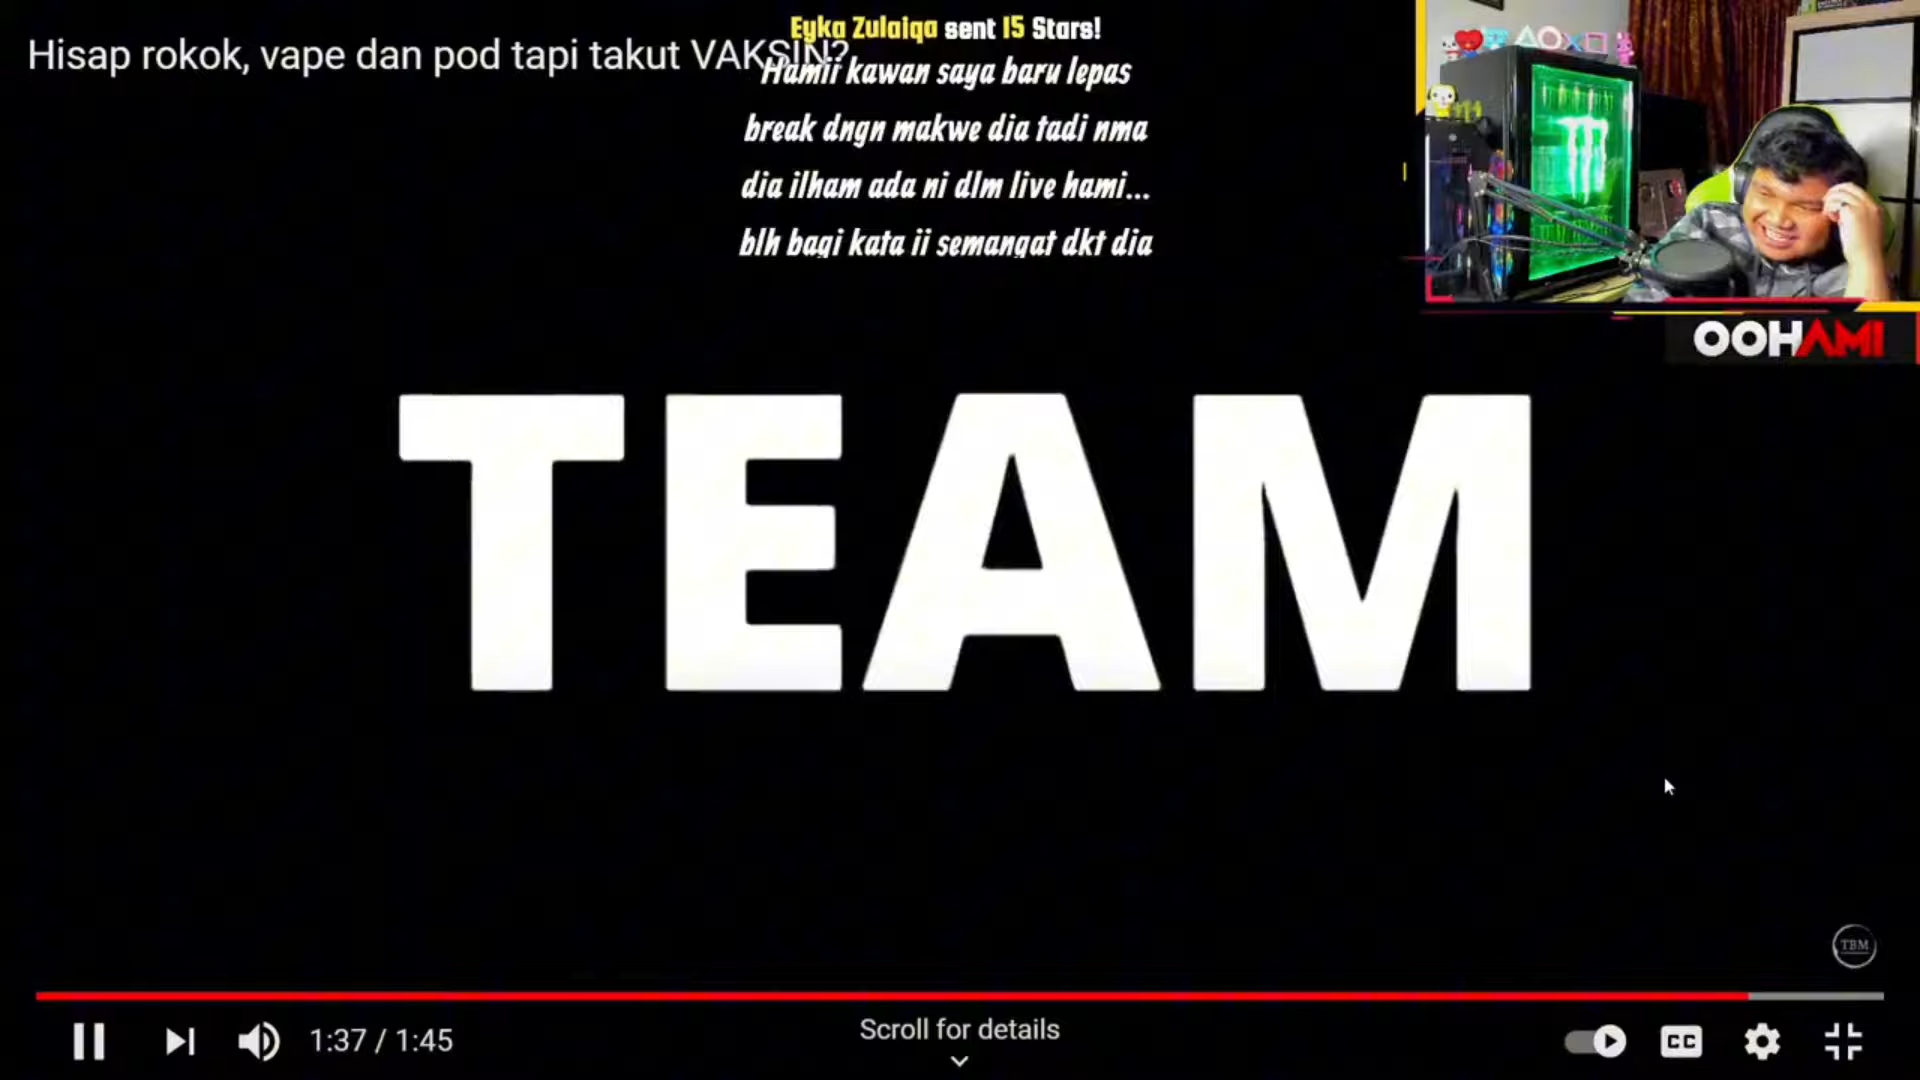 Eyka Zulaiqa sent 15 Stars!
Hisap rokok, vape dan pod tapi takut VAKSIN?
Hamii kawan saya baru lepas
break dngn makwe dia tadi nma
dia ilham ada ni dlm live hami...
blh bagi kata ii semangat dkt dia
OOHAMI
TEAM
TBM
1:37 / 1:45
Scroll for details
CC